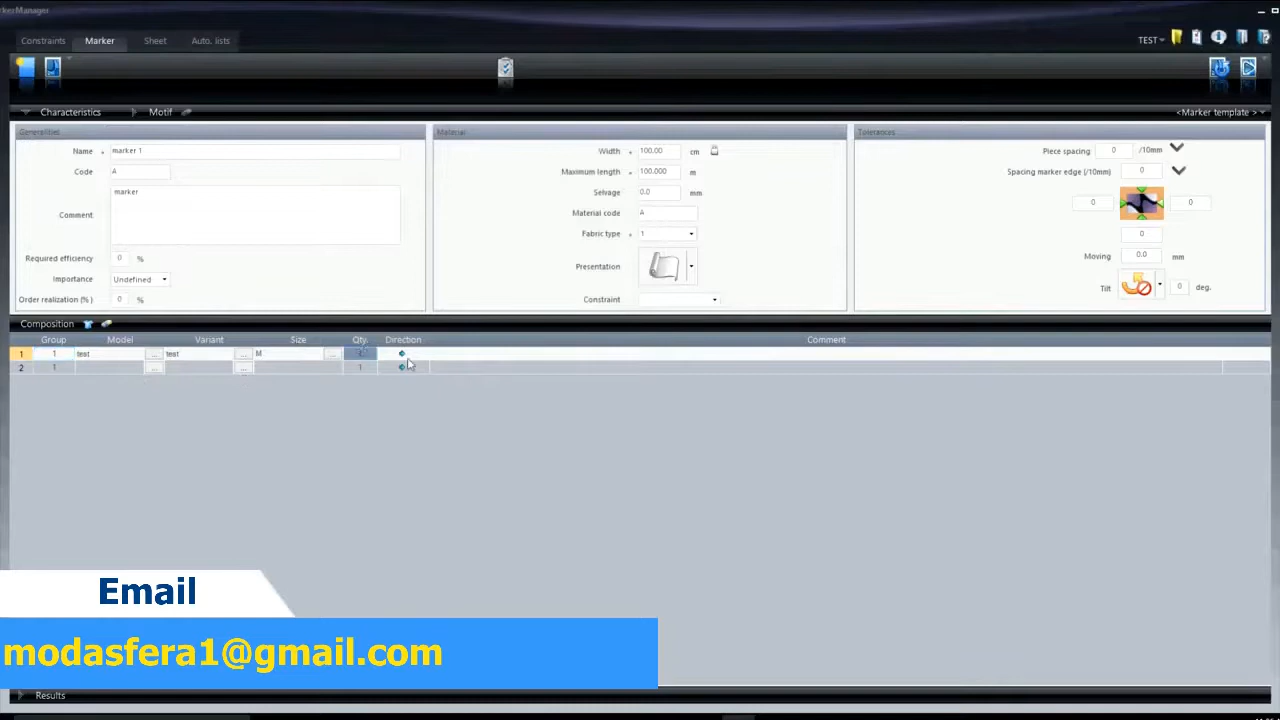 kerManager
Constraints Marker Sheet Auto. lists
TEST
Characteristics Motif <Marker template >
Generalities Material Tolerances
Name marker 1 Width 100.00 cm Piece spacing 0 /10mm
Code A Maximum length 100.000 m Spacing marker edge (/10mm) 0
Comment marker Selvage 0.0 mm 0 0
Material code A
Fabric type 1 0
Required efficiency 0 % Presentation Moving 0.0 mm
Importance Undefined Tilt 0 deg.
Order realization (% ) 0 % Constraint
Composition
Group Model Variant Size Qty. Direction Comment
1 1 test ... test ... M ...
2 1 ... ... 1
Email
modasfera1@gmail.com
Results